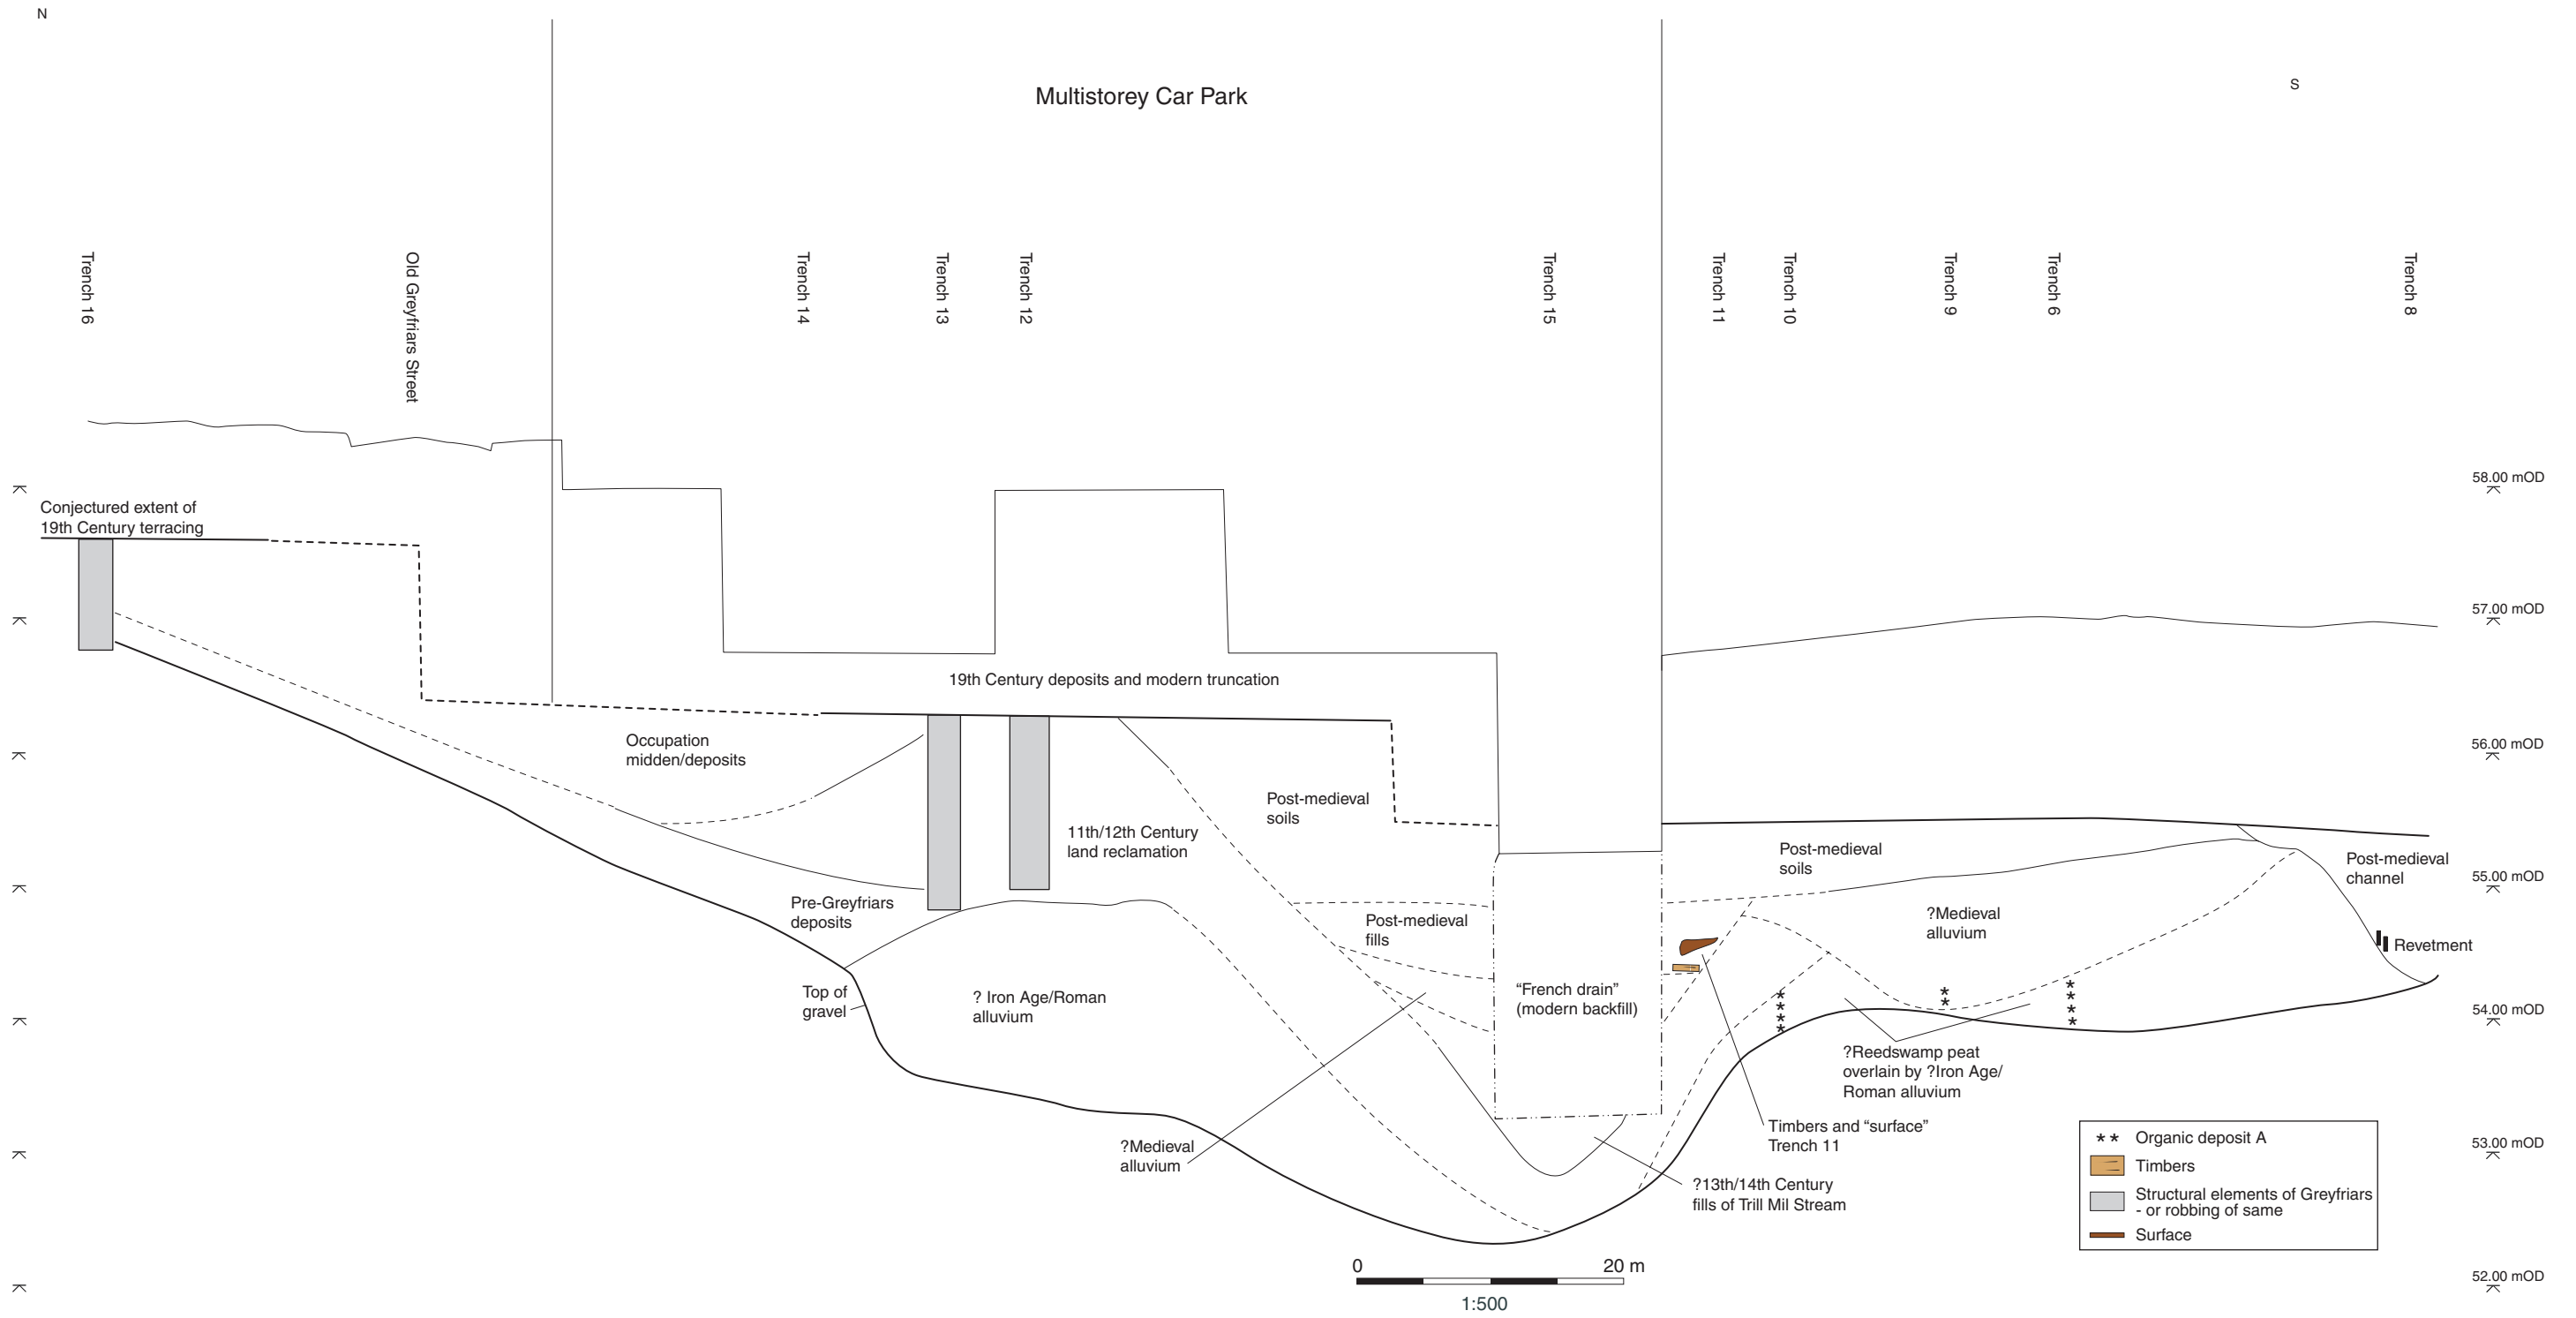 N
S
Multistorey Car Park
Trench 16
Old Greyfriars Street
Trench 14
Trench 13
Trench 12
Trench 15
Trench 11
Trench 10
Trench 9
Trench 6
Trench 8
58.00 mOD
Conjectured extent of
19th Century terracing
57.00 mOD
19th Century deposits and modern truncation
56.00 mOD
Occupation
midden/deposits
Post-medieval
soils
11th/12th Century
land reclamation
Post-medieval
soils
Post-medieval
channel
55.00 mOD
Pre-Greyfriars
deposits
Post-medieval
fills
?Medieval
alluvium
Revetment
Top of
gravel
? Iron Age/Roman
alluvium
“French drain”
(modern backfill)
54.00 mOD
?Reedswamp peat
overlain by ?Iron Age/
Roman alluvium
Timbers and “surface”
Trench 11
?Medieval
alluvium
53.00 mOD
?13th/14th Century
fills of Trill Mil Stream
** Organic deposit A
Timbers
Structural elements of Greyfriars
- or robbing of same
Surface
0 20 m
1:500
52.00 mOD